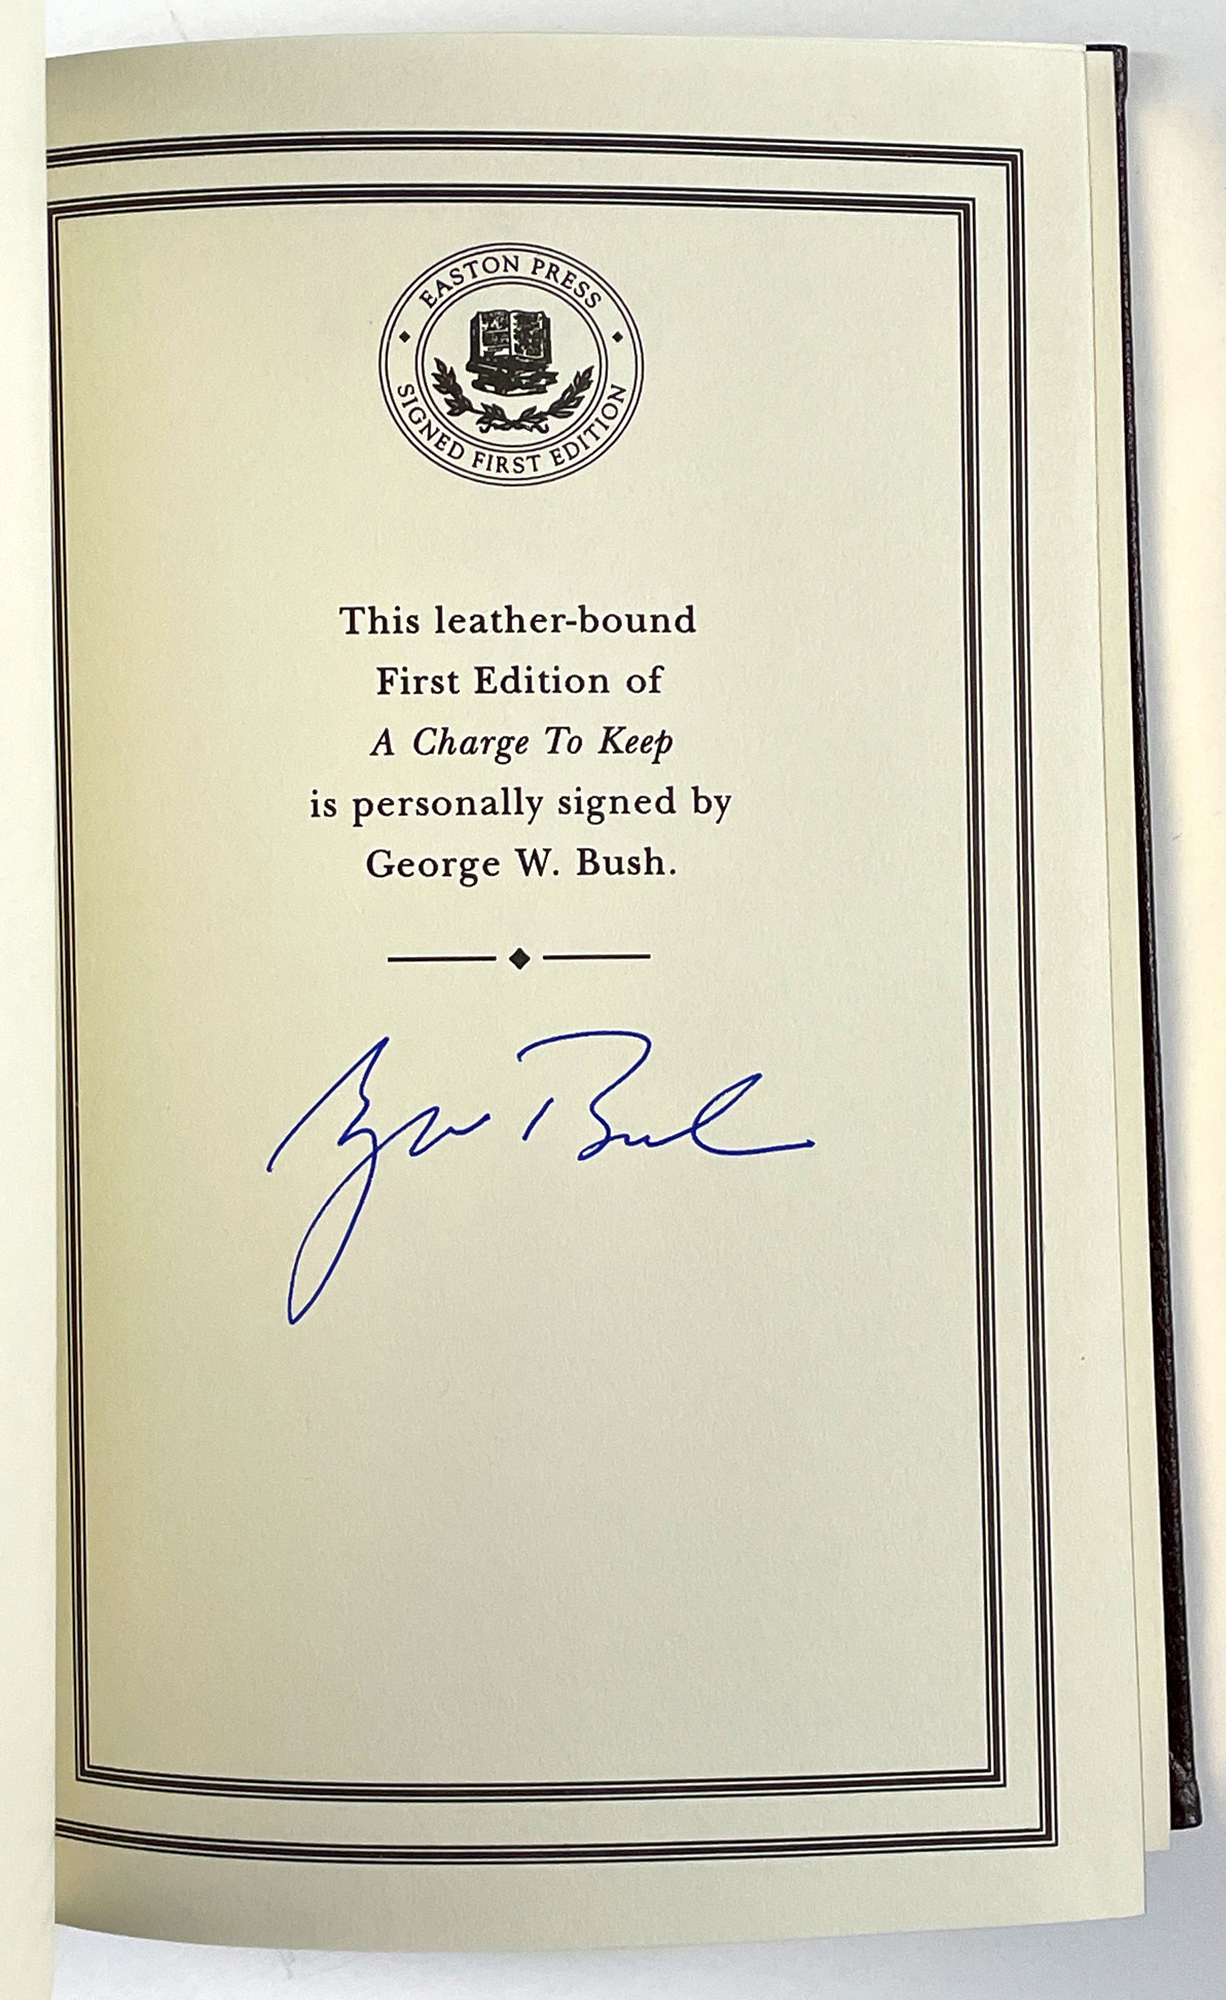 EASTON PRESS
SIGNED FIRST EDITION
This leather-bound
First Edition of
A Charge To Keep
is personally signed by
George W. Bush.